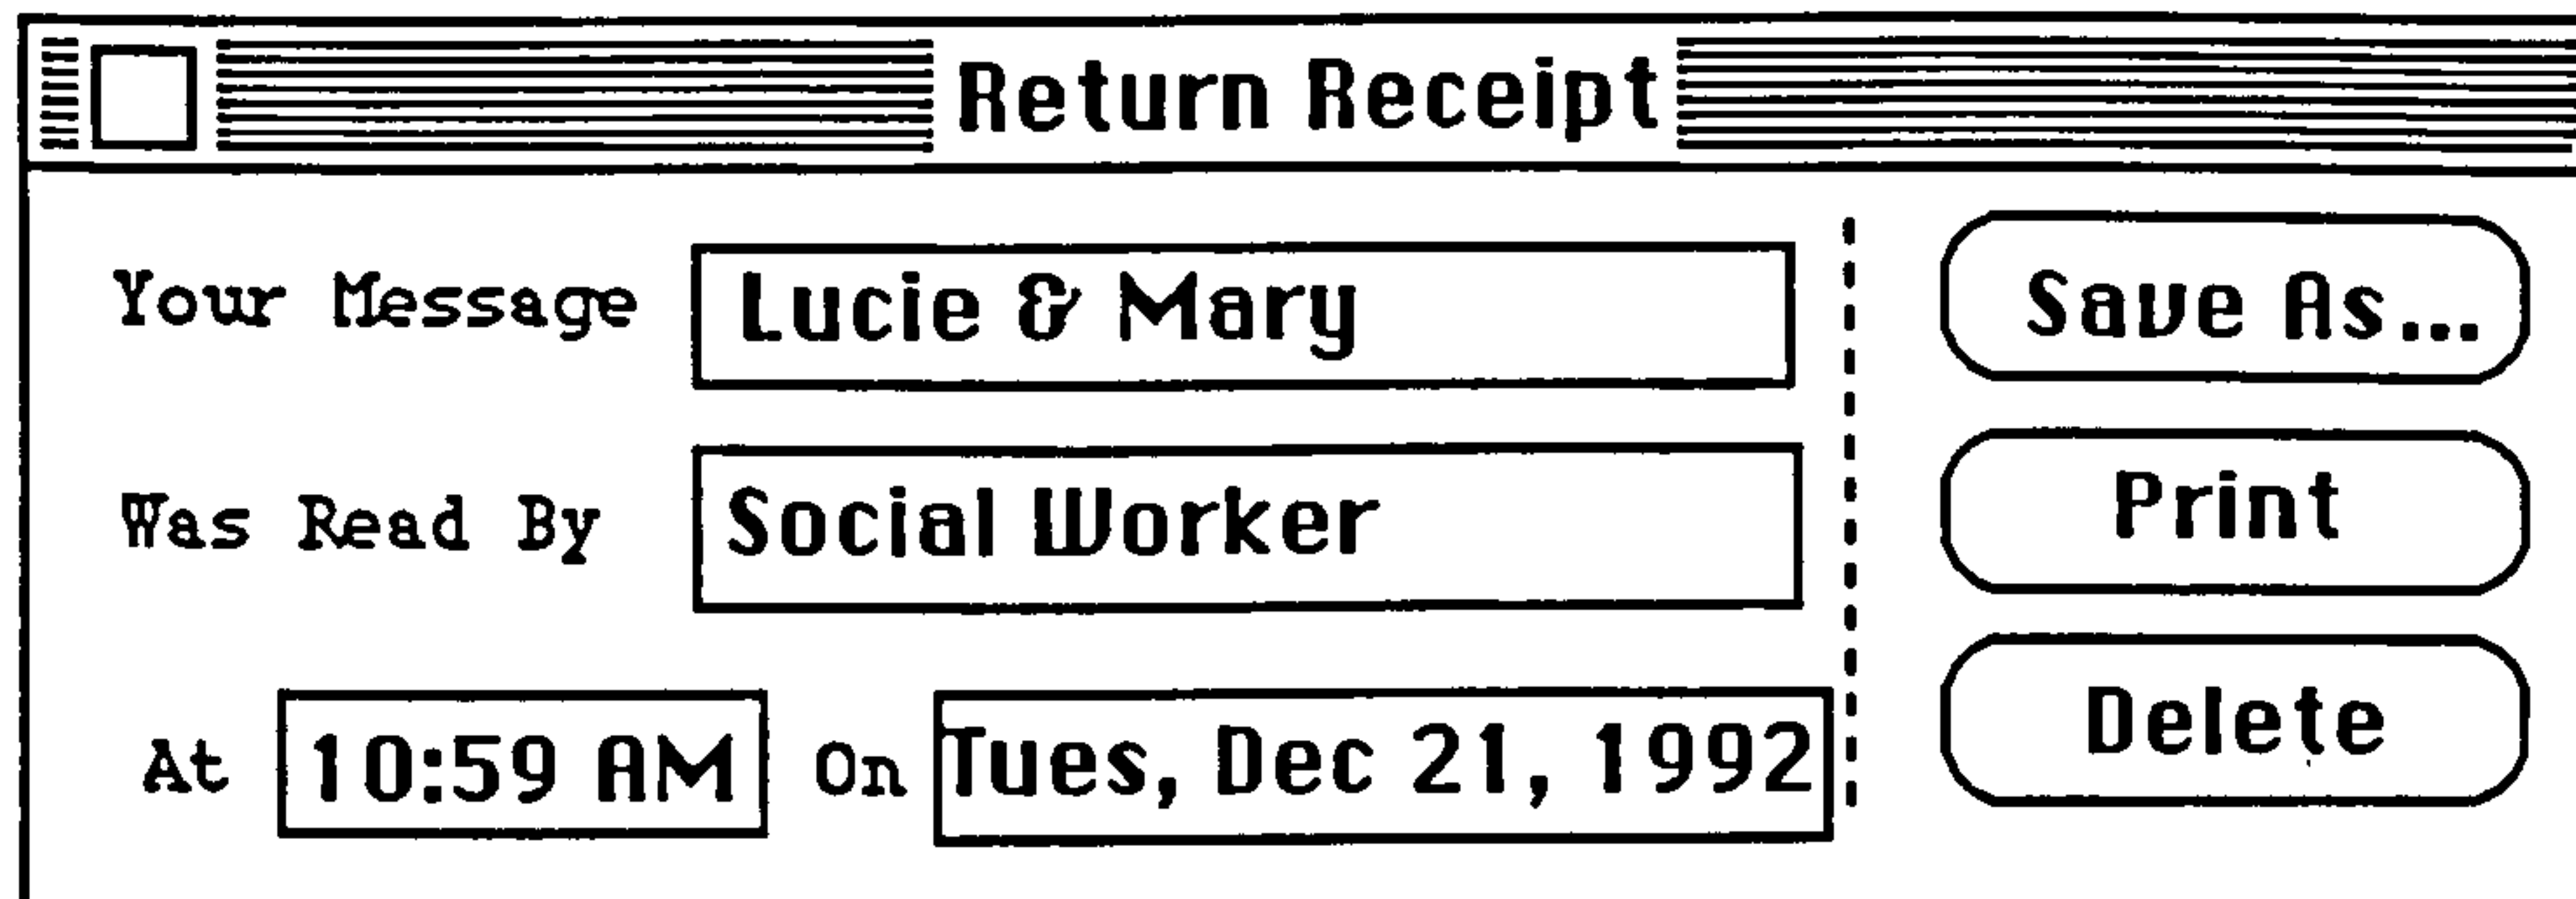 Return Receipt
Your Message Lucie & Mary
Save As...
Was Read By Social Worker
Print
At 10:59 AM On Tues, Dec 21, 1992
Delete